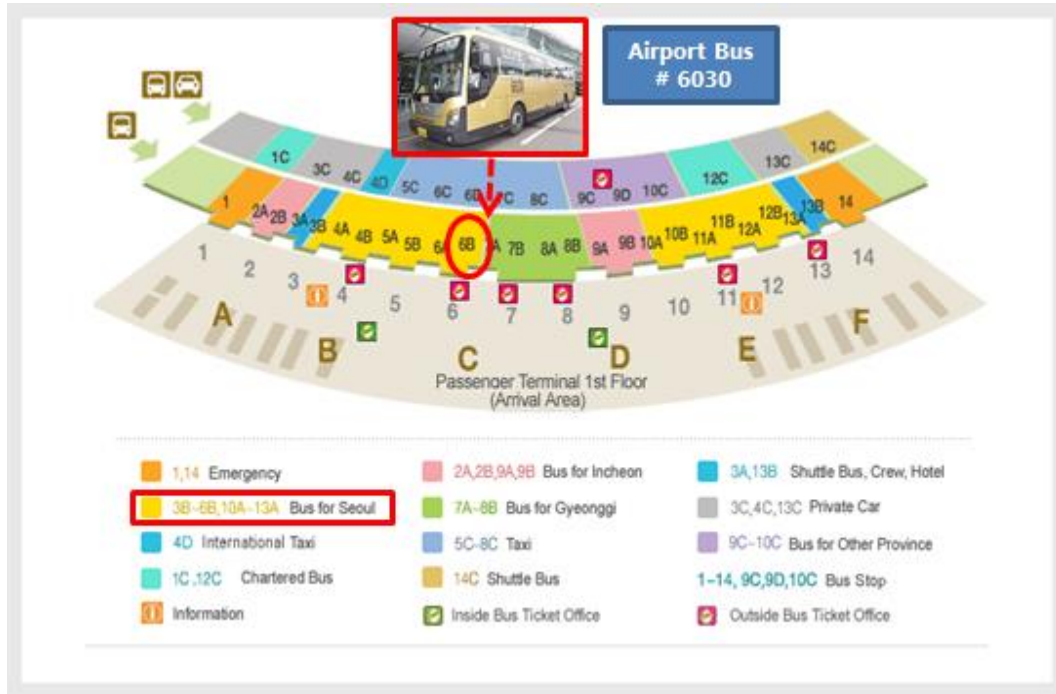 Airport Bus
# 6030
1C
3C
4C
4D
5C
6C
6D
7C
8C
9C
9D
10C
12C
13C
14C
1
2A
2B
3A
3B
4A
4B
5A
5B
6A
6B
7A
7B
8A
8B
9A
9B
10A
10B
11A
11B
12A
12B
13A
13B
14
1
2
3
4
5
6
7
8
9
10
11
12
13
14
A
B
C
D
E
F
Passenger Terminal 1st Floor
(Arrival Area)
1,14 Emergency
2A,2B,9A,9B Bus for Incheon
3A,13B Shuttle Bus, Crew, Hotel
3B~6B,10A~13A Bus for Seoul
7A~8B Bus for Gyeonggi
3C,4C,13C Private Car
4D International Taxi
5C~8C Taxi
9C~10C Bus for Other Province
1C,12C Chartered Bus
14C Shuttle Bus
1~14, 9C,9D,10C Bus Stop
Information
Inside Bus Ticket Office
Outside Bus Ticket Office